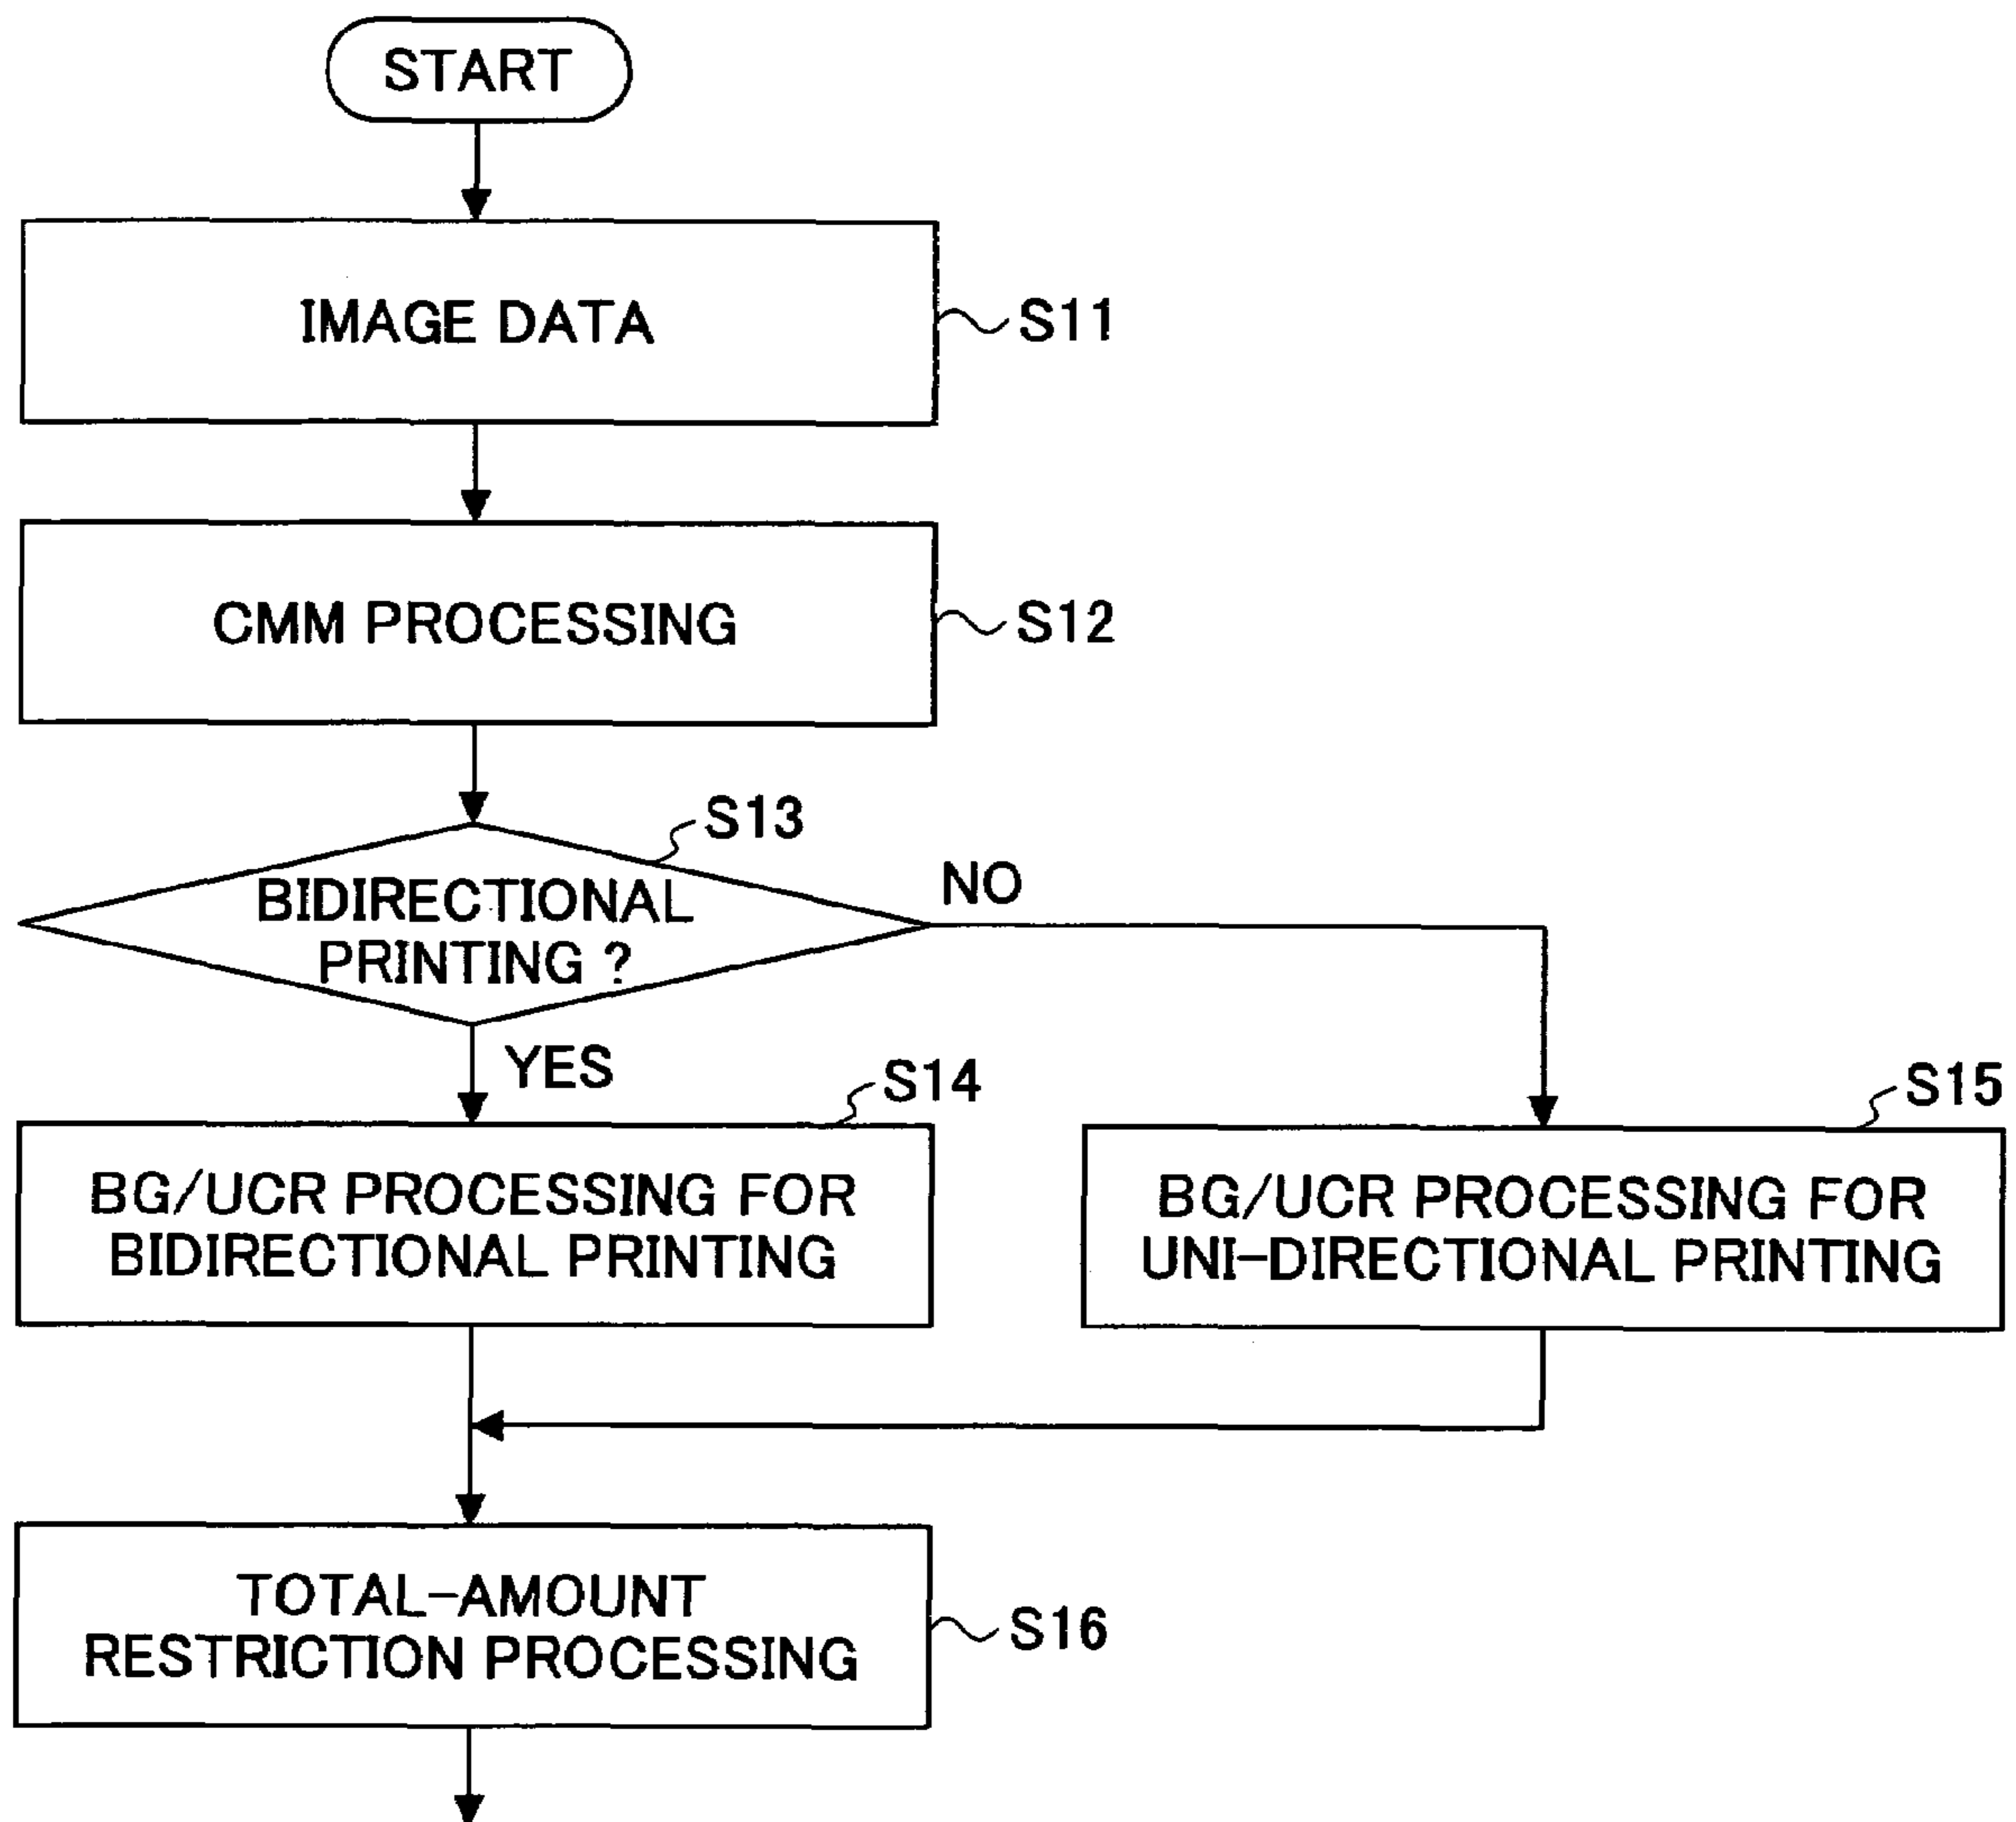 START
IMAGE DATA
S11
CMM PROCESSING
S12
S13
BIDIRECTIONAL
PRINTING ?
NO
YES
S14
BG/UCR PROCESSING FOR
BIDIRECTIONAL PRINTING
S15
BG/UCR PROCESSING FOR
UNI-DIRECTIONAL PRINTING
TOTAL-AMOUNT
RESTRICTION PROCESSING
S16